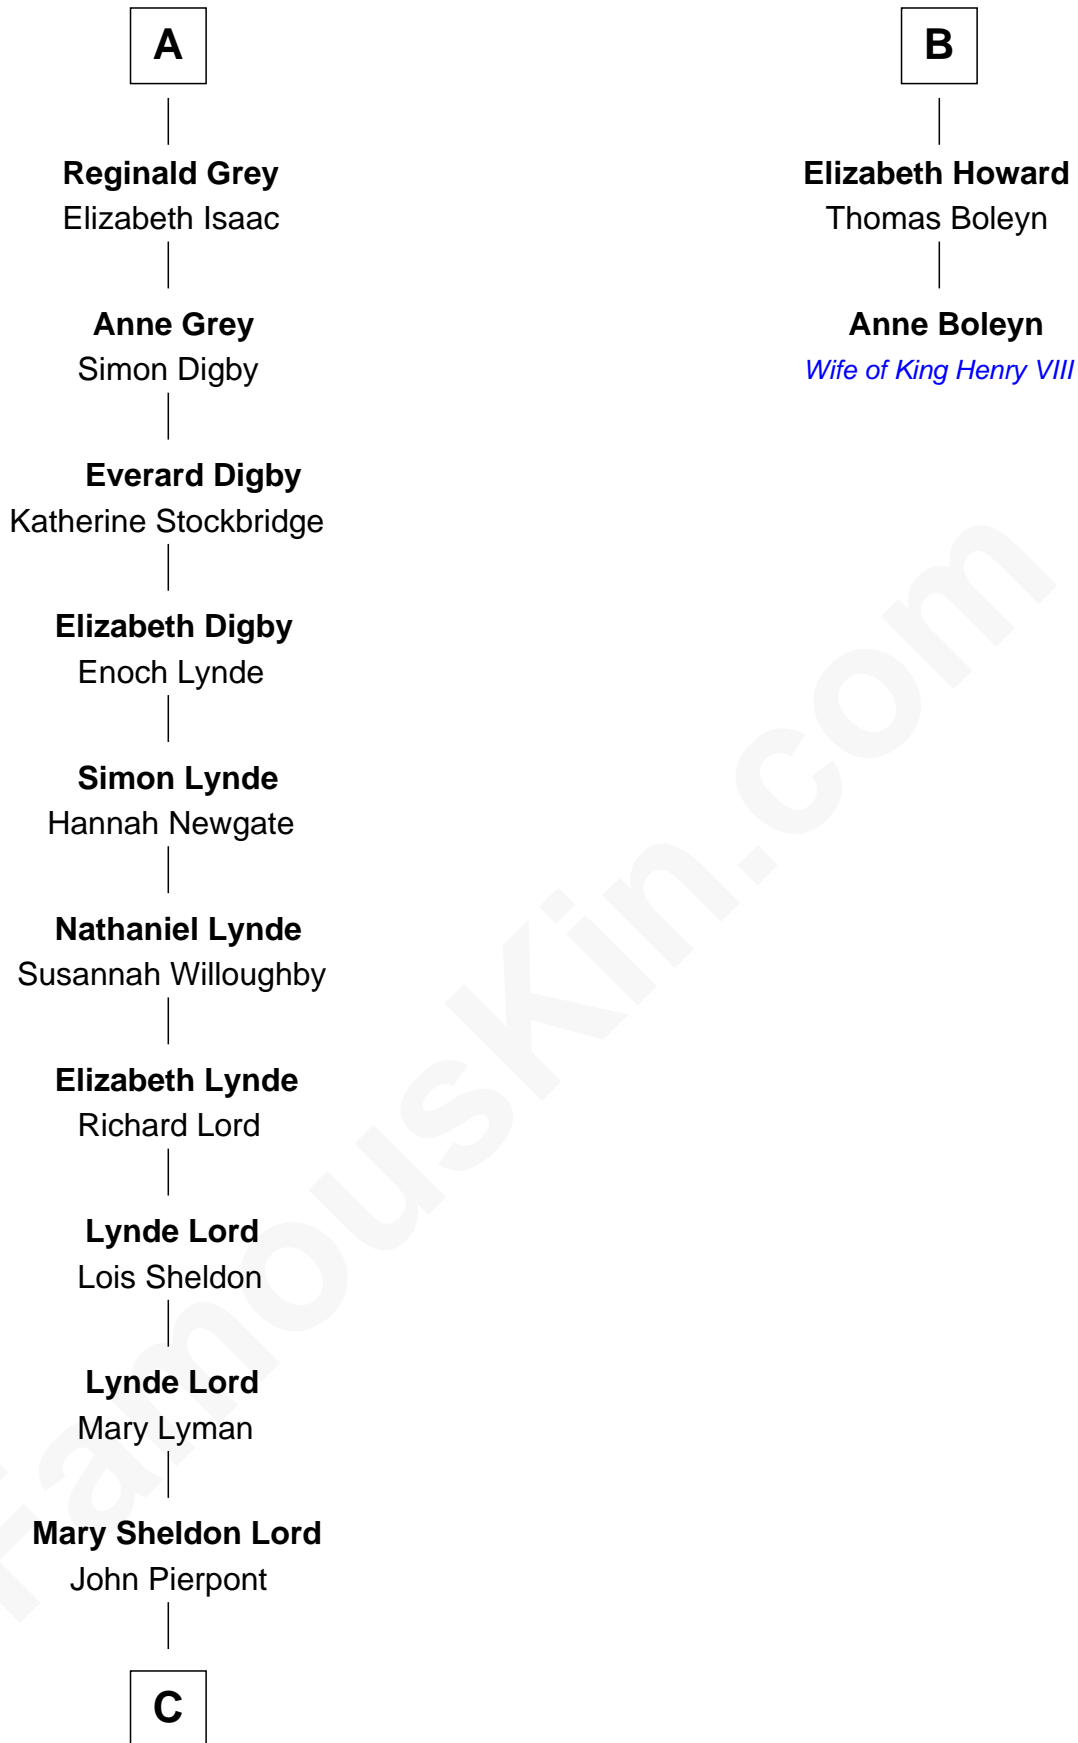 A
Reginald Grey
Elizabeth Isaac
Anne Grey
Simon Digby
Everard Digby
Katherine Stockbridge
Elizabeth Digby
Enoch Lynde
Simon Lynde
Hannah Newgate
Nathaniel Lynde
Susannah Willoughby
Elizabeth Lynde
Richard Lord
Lynde Lord
Lois Sheldon
Lynde Lord
Mary Lyman
Mary Sheldon Lord
John Pierpont
C
B
Elizabeth Howard
Thomas Boleyn
Anne Boleyn
Wife of King Henry VIII
FamousKin.com